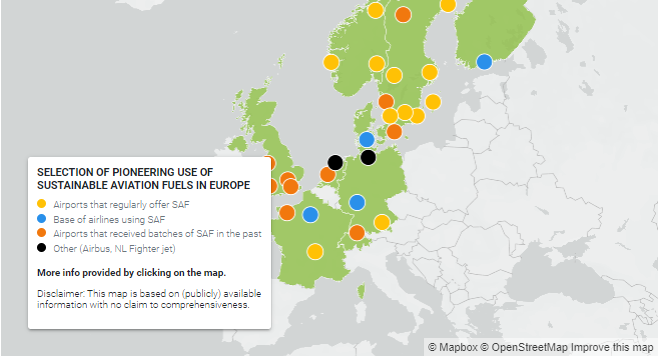 SELECTION OF PIONEERING USE OF
SUSTAINABLE AVIATION FUELS IN EUROPE
Airports that regularly offer SAF
Base of airlines using SAF
Airports that received batches of SAF in the past
Other (Airbus, NL Fighter jet)
More info provided by clicking on the map.
Disclaimer: This map is based on (publicly) available
information with no claim to comprehensiveness.
© Mapbox © OpenStreetMap Improve this map